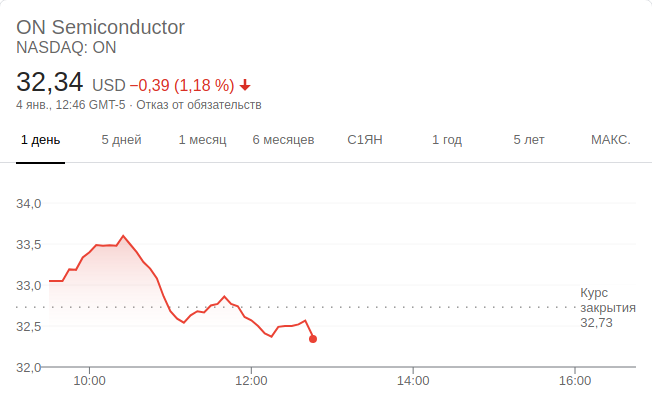 ON Semiconductor
NASDAQ: ON
32,34 USD −0,39 (1,18 %)
4 янв., 12:46 GMT-5 · Отказ от обязательств
1 день 5 дней 1 месяц 6 месяцев С1ЯН 1 год 5 лет МАКС.
34,0
33,5
33,0
32,5
32,0
Курс
закрытия
32,73
10:00 12:00 14:00 16:00